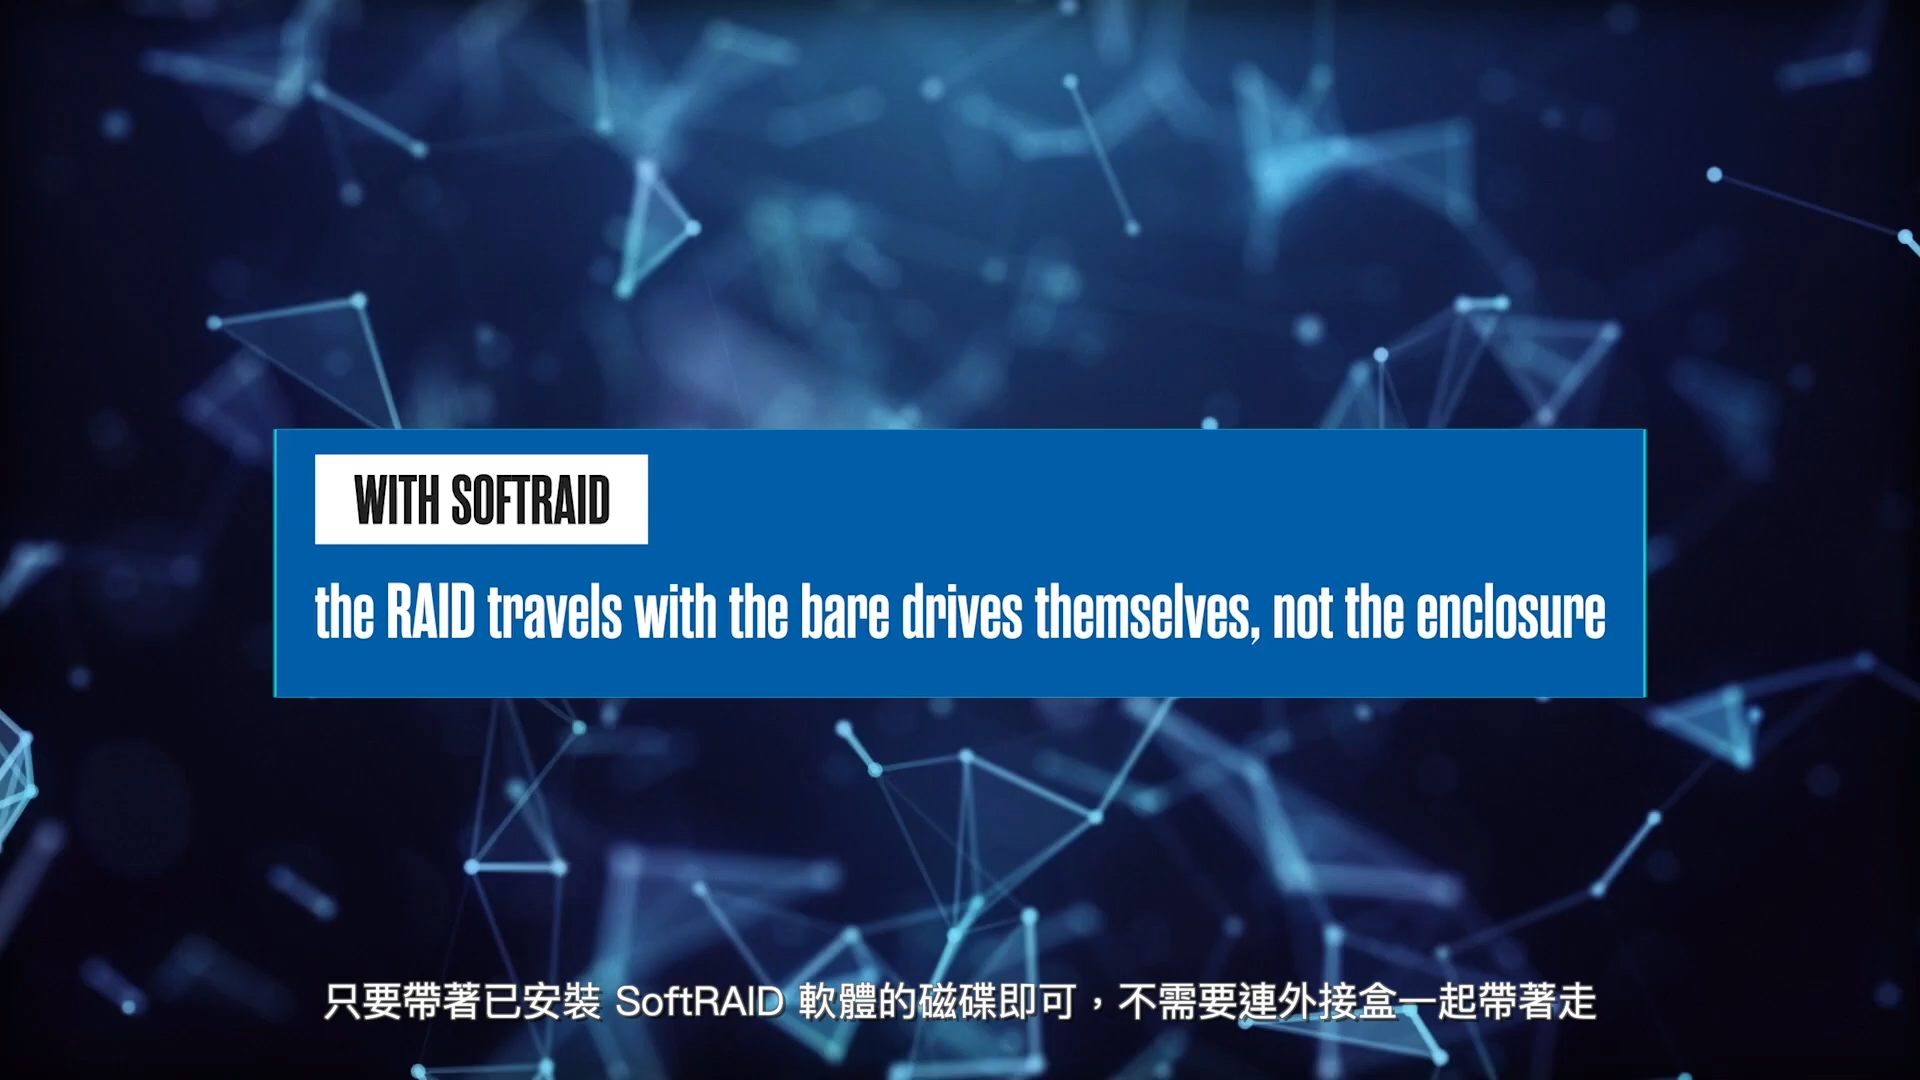 WITH SOFTRAID
the RAID travels with the bare drives themselves, not the enclosure
只要帶著已安裝 SoftRAID 軟體的磁碟即可，不需要連外接盒一起帶著走